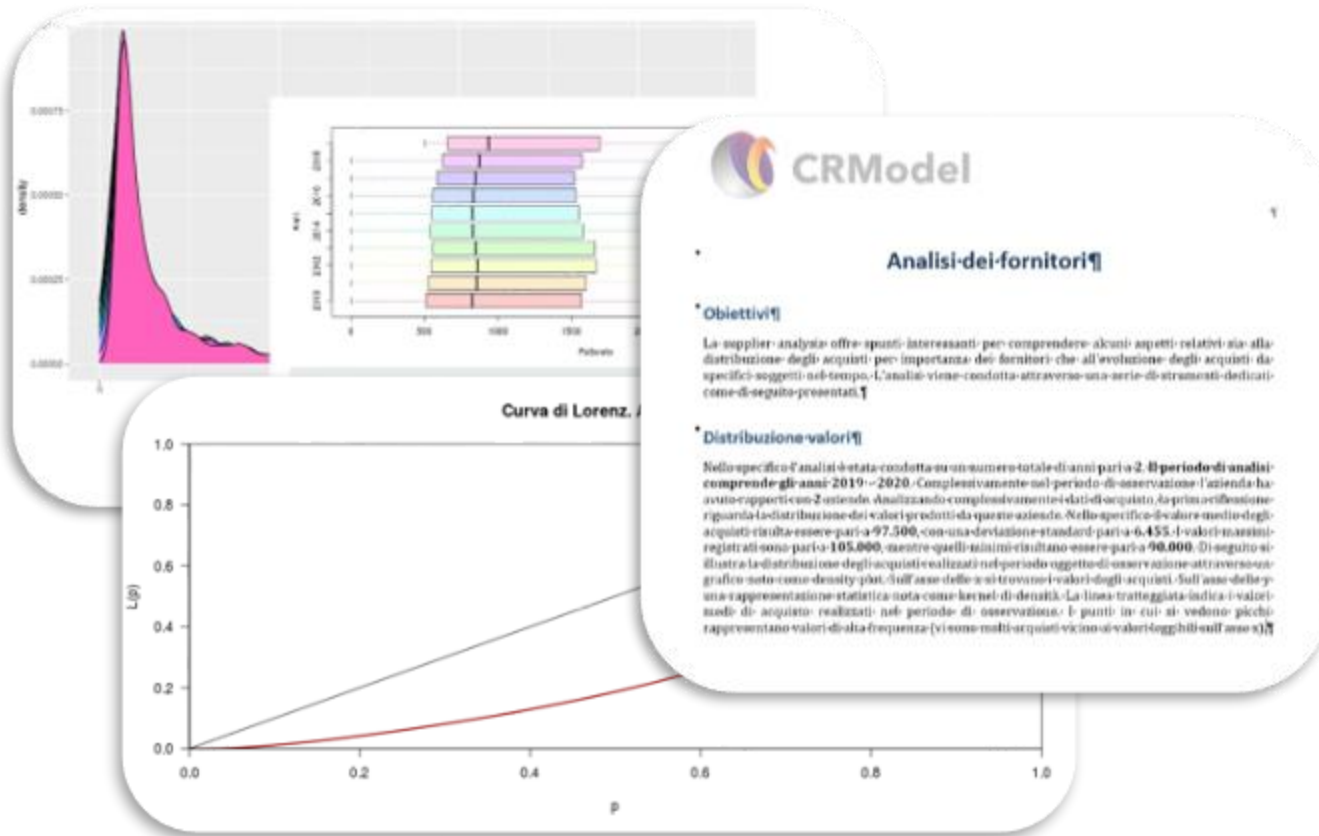 0.00075
0.00050
0.00025
0.00000
density
0
500
1000
1500
Fatturato
Curva di Lorenz. A
1.0
0.8
0.6
0.4
0.2
0.0
L(p)
0.0
0.2
0.4
0.6
0.8
1.0
p
CRModel
¶
Analisi·dei·fornitori¶
Obiettivi¶
La·supplier·analysis·offre·spunti·interessanti·per·comprendere·alcuni·aspetti·relativi·sia·alla·
distribuzione·degli·acquisti·per·importanza·dei·fornitori·che·all'evoluzione·degli·acquisti·da·
specifici·soggetti·nel·tempo.·L'analisi·viene·condotta·attraverso·una·serie·di·strumenti·dedicati·
come·di·seguito·presentati.¶
Distribuzione·valori¶
Nello·specifico·l'analisi·è·stata·condotta·su·un·numero·totale·di·anni·pari·a·2.·Il·periodo·di·analisi·
comprende·gli·anni·2019·-·2020.·Complessivamente·nel·periodo·di·osservazione·l'azienda·ha·
avuto·rapporti·con·2·aziende.·Analizzando·complessivamente·i·dati·di·acquisto,·la·prima·riflessione·
riguarda·la·distribuzione·dei·valori·prodotti·da·queste·aziende.·Nello·specifico·il·valore·medio·degli·
acquisti·risulta·essere·pari·a·97.500,·con·una·deviazione·standard·pari·a·6.455.·I·valori·massimi·
registrati·sono·pari·a·105.000,·mentre·quelli·minimi·risultano·essere·pari·a·90.000.·Di·seguito·si·
illustra·la·distribuzione·degli·acquisti·realizzati·nel·periodo·oggetto·di·osservazione·attraverso·un·
grafico·noto·come·density·plot.·Sull'asse·delle·x·si·trovano·i·valori·degli·acquisti.·Sull'asse·delle·y·
una·rappresentazione·statistica·nota·come·kernel·di·densità.·La·linea·tratteggiata·indica·i·valori·
medi·di·acquisto·realizzati·nel·periodo·di·osservazione.·I·punti·in·cui·si·vedono·picchi·
rappresentano·valori·di·alta·frequenza·(vi·sono·molti·acquisti·vicino·ai·valori·leggibili·sull'asse·x)¶